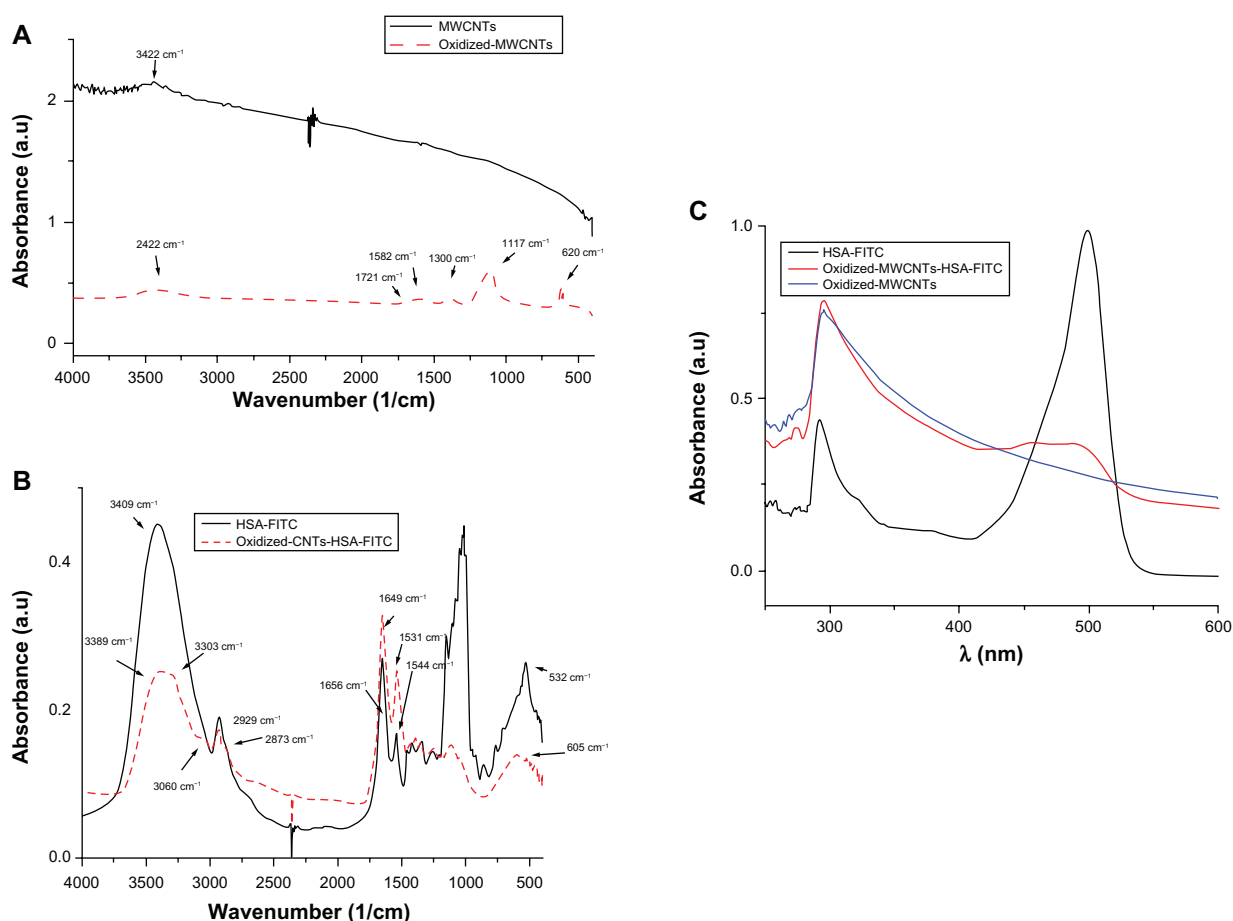 A
MWCNTs
Oxidized-MWCNTs
3422 cm⁻¹
2
1
0
2422 cm⁻¹
1582 cm⁻¹
1721 cm⁻¹
1300 cm⁻¹
1117 cm⁻¹
620 cm⁻¹
Absorbance (a.u)
4000 3500 3000 2500 2000 1500 1000 500
Wavenumber (1/cm)
B
HSA-FITC
Oxidized-CNTs-HSA-FITC
3409 cm⁻¹
3389 cm⁻¹
3303 cm⁻¹
2929 cm⁻¹
2873 cm⁻¹
3060 cm⁻¹
1649 cm⁻¹
1531 cm⁻¹
1544 cm⁻¹
1656 cm⁻¹
532 cm⁻¹
605 cm⁻¹
0.4
0.2
0.0
Absorbance (a.u)
4000 3500 3000 2500 2000 1500 1000 500
Wavenumber (1/cm)
C
HSA-FITC
Oxidized-MWCNTs-HSA-FITC
Oxidized-MWCNTs
1.0
0.5
0.0
Absorbance (a.u)
300 400 500 600
λ (nm)